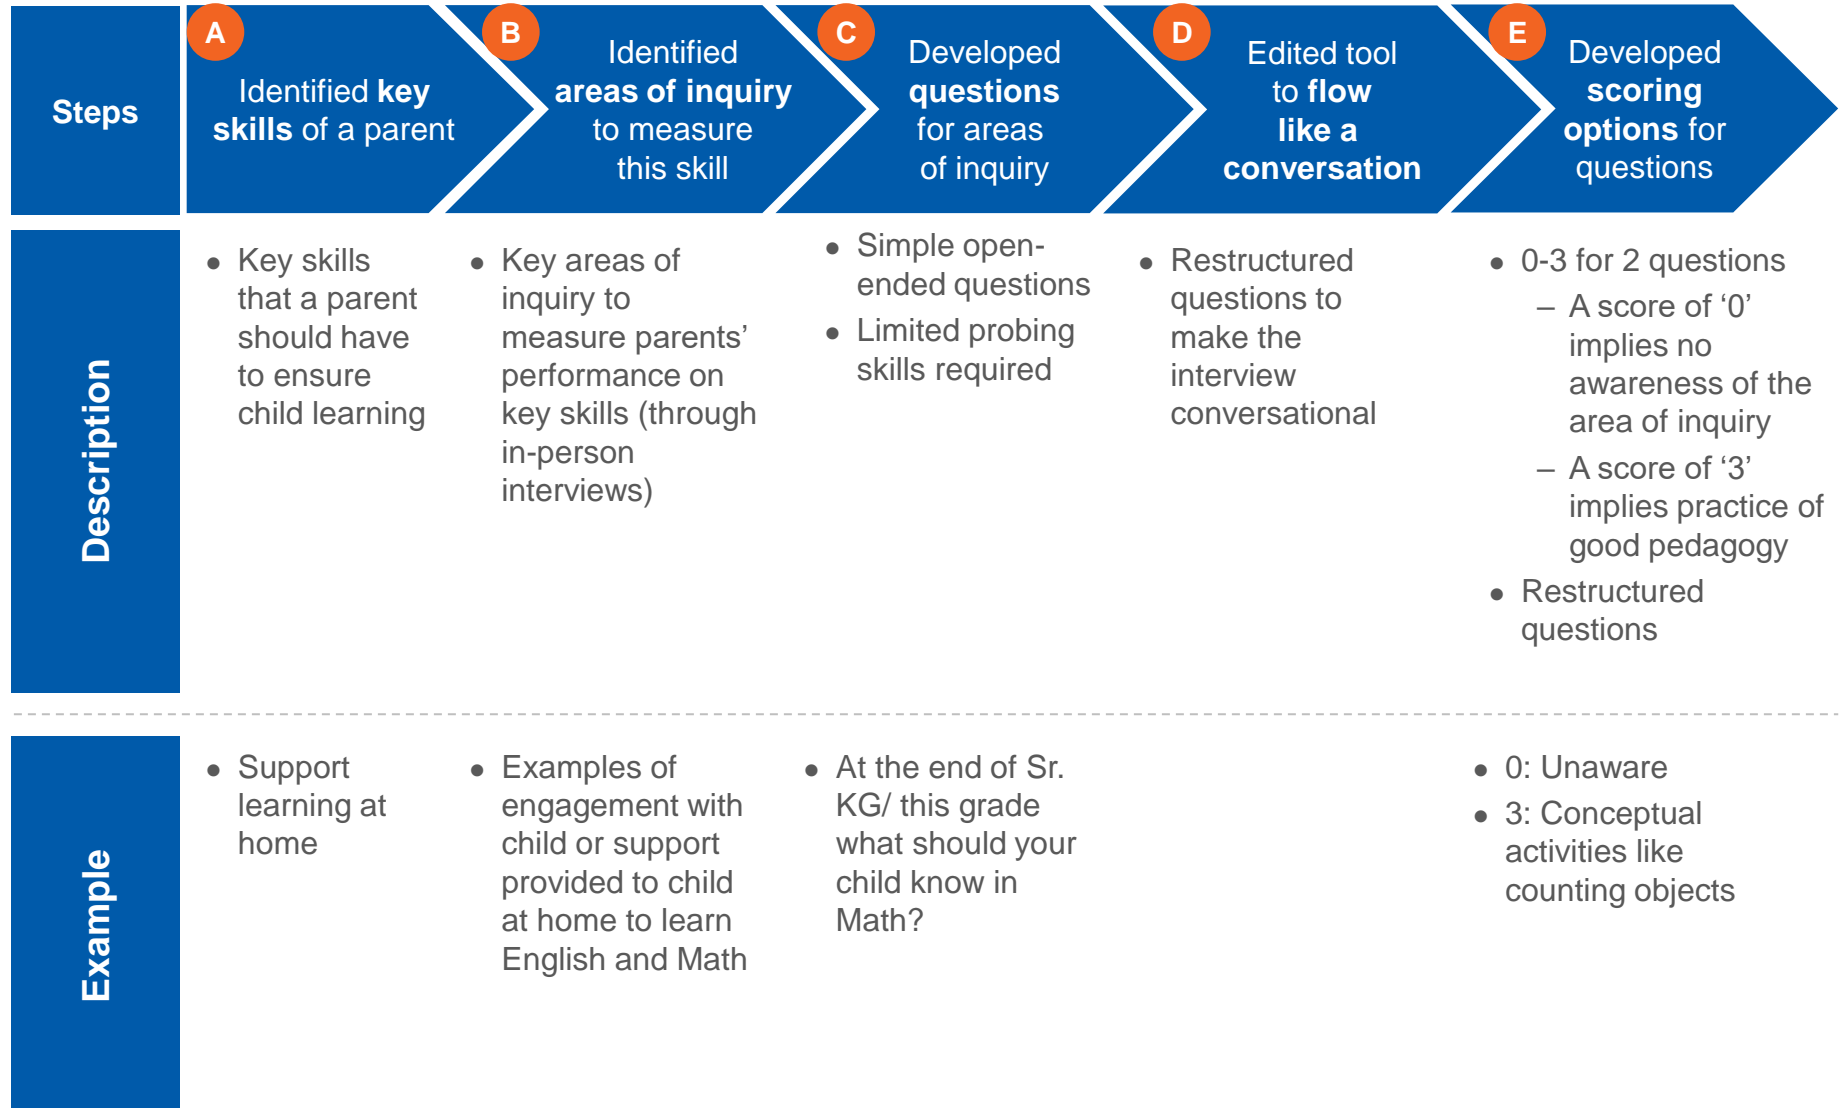 Steps
A
Identified key
skills of a parent
B
Identified
areas of inquiry
to measure
this skill
C
Developed
questions
for areas
of inquiry
D
Edited tool
to flow
like a
conversation
E
Developed
scoring
options for
questions
Description
● Key skills
that a parent
should have
to ensure
child learning
● Key areas of
inquiry to
measure parents’
performance on
key skills (through
in-person
interviews)
● Simple open-
ended questions
● Limited probing
skills required
● Restructured
questions to
make the
interview
conversational
● 0-3 for 2 questions
– A score of ‘0’
implies no
awareness of the
area of inquiry
– A score of ‘3’
implies practice of
good pedagogy
● Restructured
questions
Example
● Support
learning at
home
● Examples of
engagement with
child or support
provided to child
at home to learn
English and Math
● At the end of Sr.
KG/ this grade
what should your
child know in
Math?
● 0: Unaware
● 3: Conceptual
activities like
counting objects